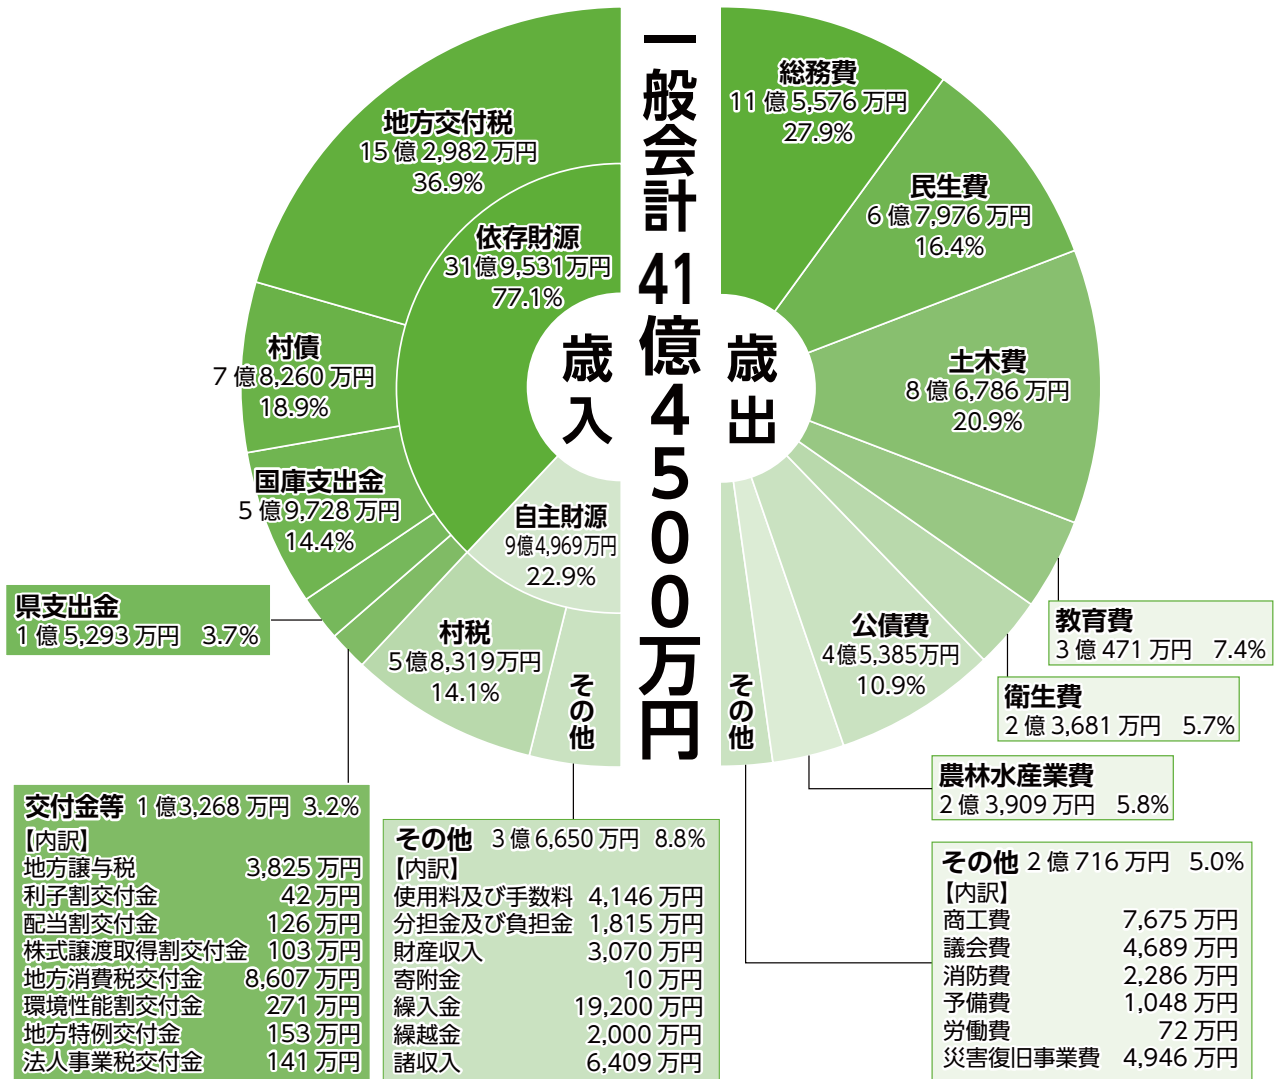 一般会計 41億4500万円
歳入
地方交付税
15億2,982万円
36.9%
依存財源
31億9,531万円
77.1%
村債
7億8,260万円
18.9%
国庫支出金
5億9,728万円
14.4%
県支出金
1億5,293万円 3.7%
自主財源
9億4,969万円
22.9%
村税
5億8,319万円
14.1%
その他
交付金等 1億3,268万円 3.2%
【内訳】
地方譲与税 3,825万円
利子割交付金 42万円
配当割交付金 126万円
株式譲渡取得割交付金 103万円
地方消費税交付金 8,607万円
環境性能割交付金 271万円
地方特例交付金 153万円
法人事業税交付金 141万円
その他 3億6,650万円 8.8%
【内訳】
使用料及び手数料 4,146万円
分担金及び負担金 1,815万円
財産収入 3,070万円
寄附金 10万円
繰入金 19,200万円
繰越金 2,000万円
諸収入 6,409万円
歳出
総務費
11億5,576万円
27.9%
民生費
6億7,976万円
16.4%
土木費
8億6,786万円
20.9%
教育費
3億471万円 7.4%
衛生費
2億3,681万円 5.7%
公債費
4億5,385万円
10.9%
農林水産業費
2億3,909万円 5.8%
その他
その他 2億716万円 5.0%
【内訳】
商工費 7,675万円
議会費 4,689万円
消防費 2,286万円
予備費 1,048万円
労働費 72万円
災害復旧事業費 4,946万円